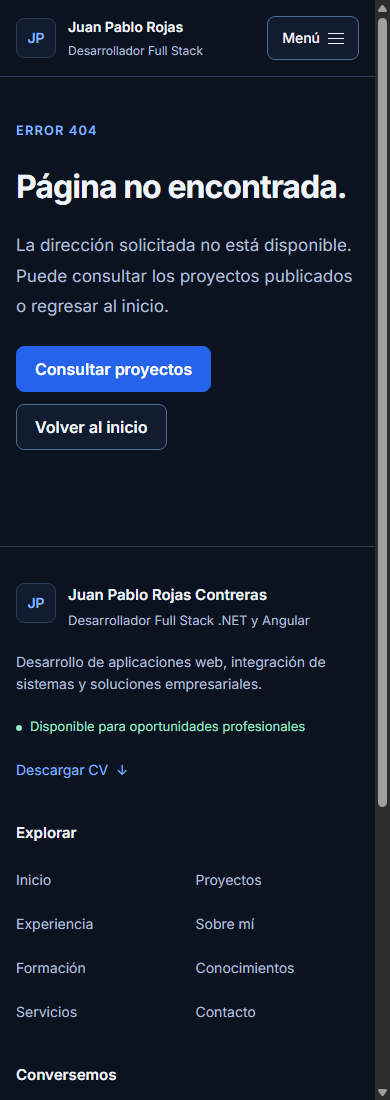 JP
Juan Pablo Rojas
Desarrollador Full Stack
Menú
ERROR 404
Página no encontrada.
La dirección solicitada no está disponible.
Puede consultar los proyectos publicados
o regresar al inicio.
Consultar proyectos
Volver al inicio
JP
Juan Pablo Rojas Contreras
Desarrollador Full Stack .NET y Angular
Desarrollo de aplicaciones web, integración de
sistemas y soluciones empresariales.
Disponible para oportunidades profesionales
Descargar CV ↓
Explorar
Inicio
Proyectos
Experiencia
Sobre mí
Formación
Conocimientos
Servicios
Contacto
Conversemos